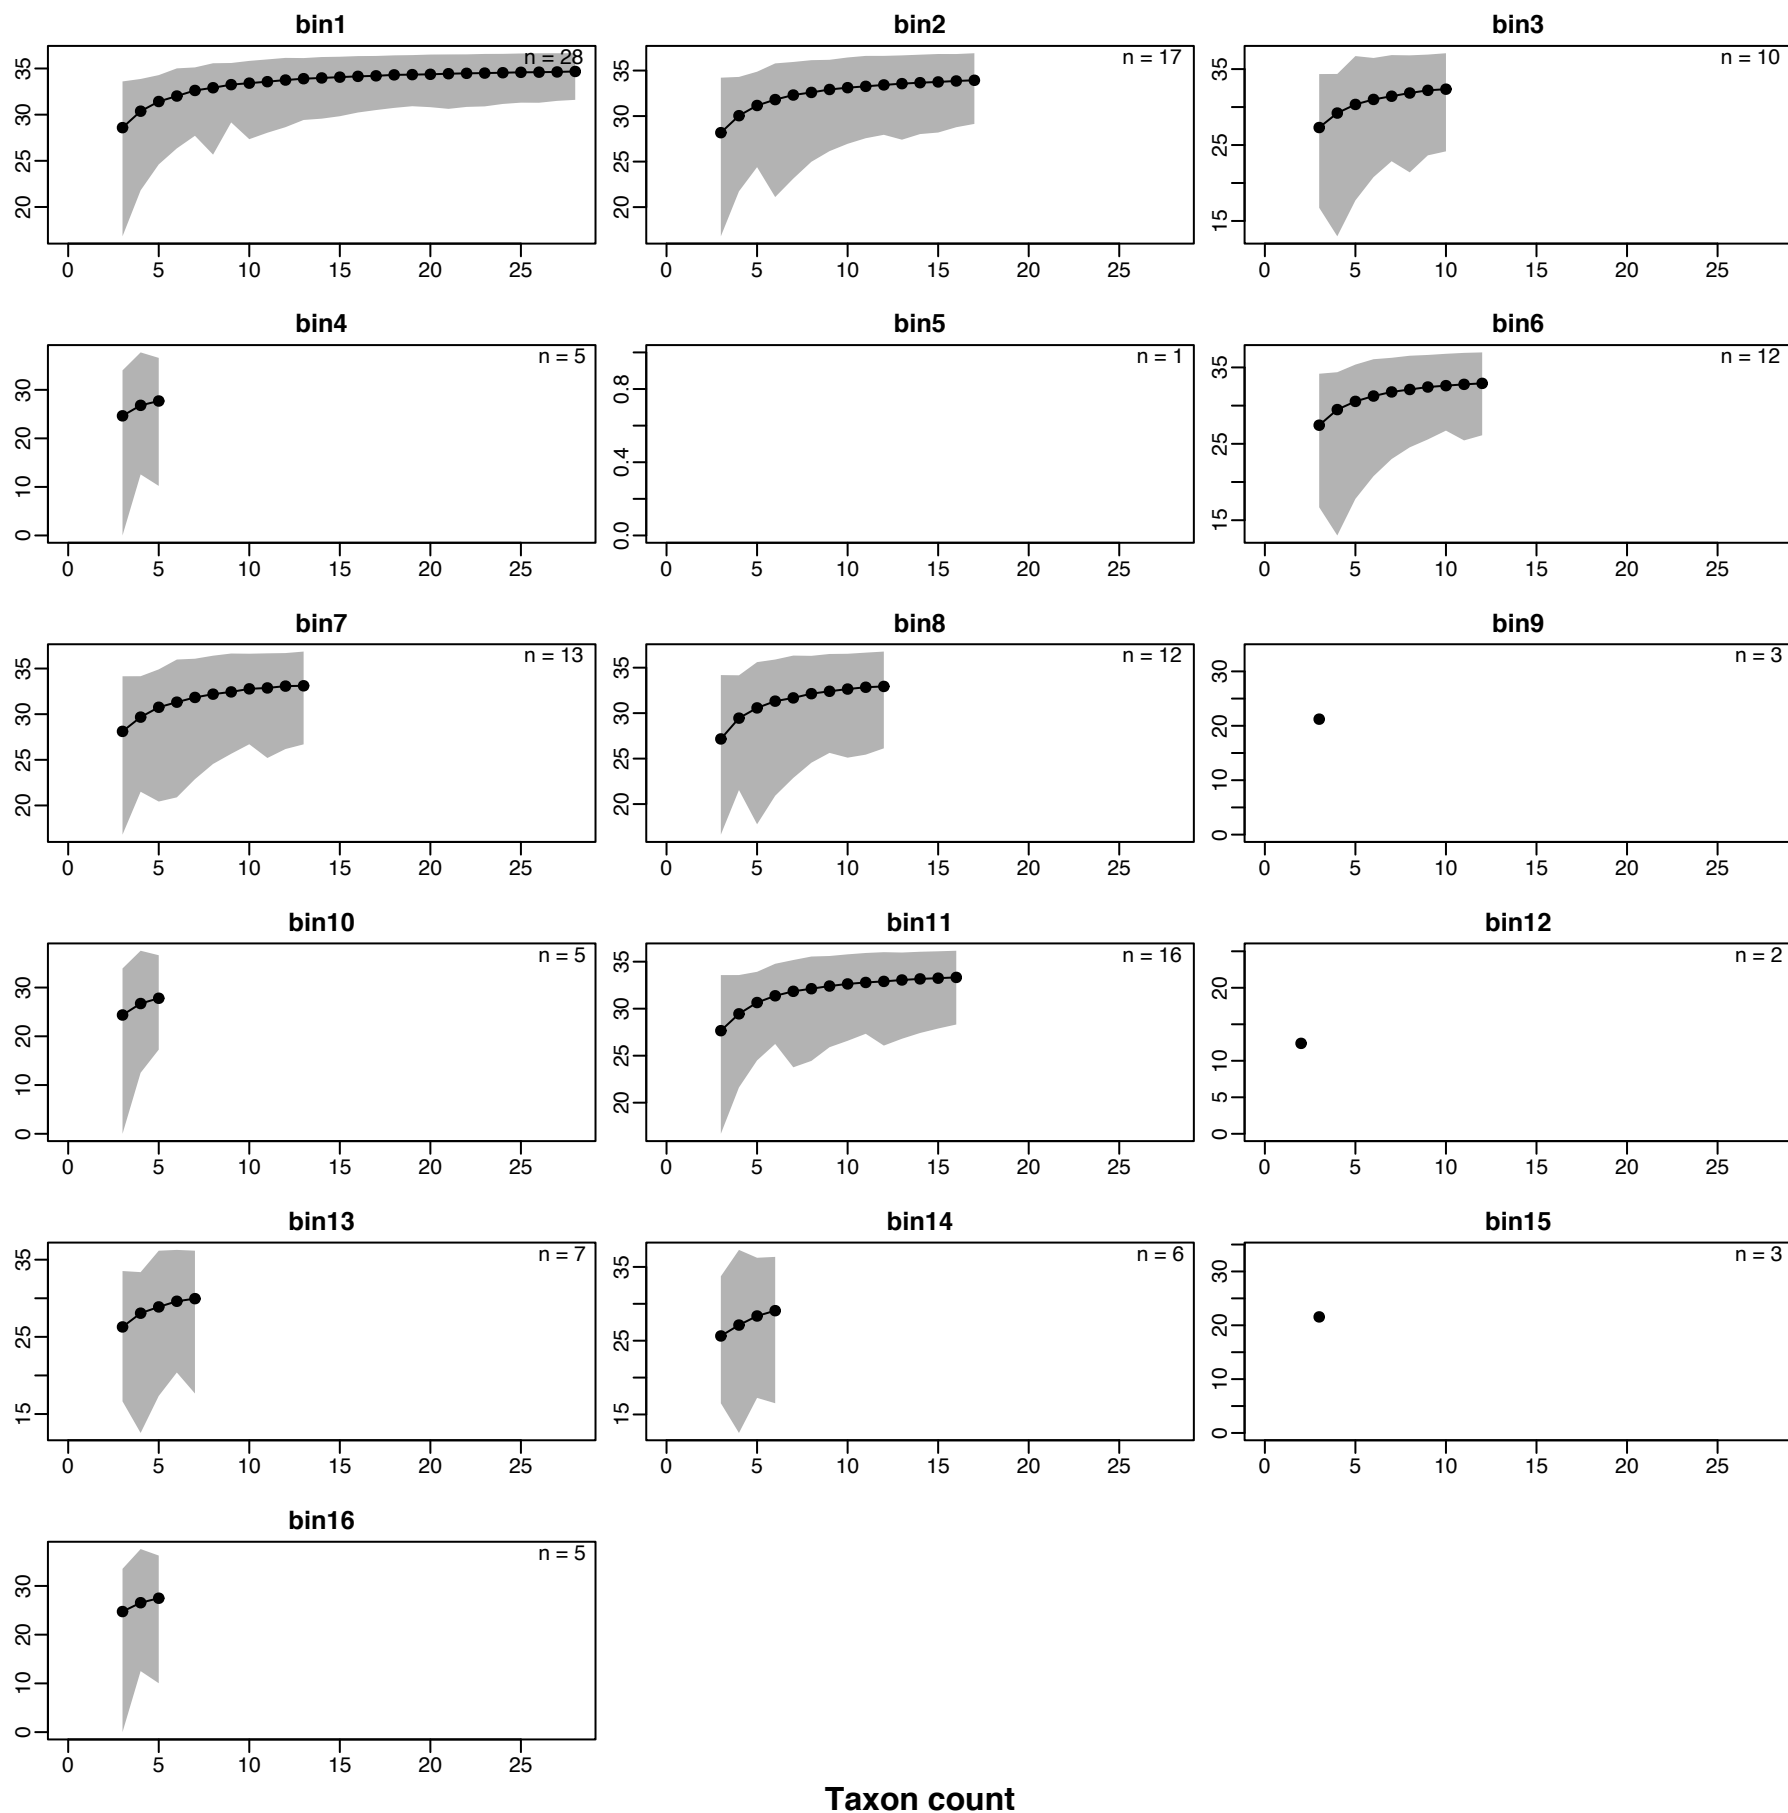 bin1 bin2 bin3
n = 28 n = 17 n = 10
20 25 30 35
20 25 30 35
15 25 35
0 5 10 15 20 25 0 5 10 15 20 25 0 5 10 15 20 25
bin4 bin5 bin6
n = 5 n = 1 n = 12
0 10 20 30
0.0 0.4 0.8
15 25 35
0 5 10 15 20 25 0 5 10 15 20 25 0 5 10 15 20 25
bin7 bin8 bin9
n = 13 n = 12 n = 3
20 25 30 35
20 25 30 35
0 10 20 30
0 5 10 15 20 25 0 5 10 15 20 25 0 5 10 15 20 25
bin10 bin11 bin12
n = 5 n = 16 n = 2
0 10 20 30
20 25 30 35
0 5 10 20
0 5 10 15 20 25 0 5 10 15 20 25 0 5 10 15 20 25
bin13 bin14 bin15
n = 7 n = 6 n = 3
15 25 35
15 25 35
0 10 20 30
0 5 10 15 20 25 0 5 10 15 20 25 0 5 10 15 20 25
bin16
n = 5
0 10 20 30
0 5 10 15 20 25
Taxon count